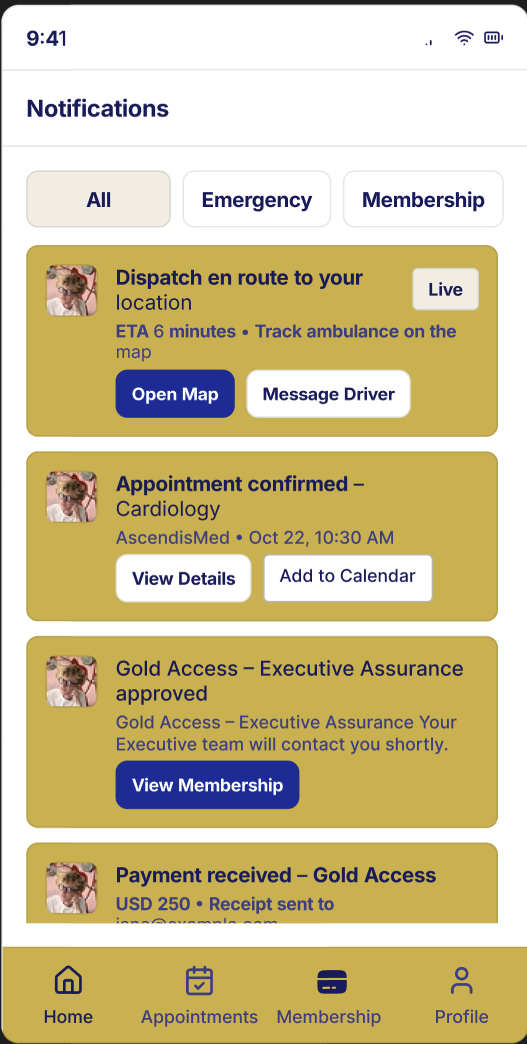 9:41
Notifications
All
Emergency
Membership
Dispatch en route to your
location
Live
ETA 6 minutes • Track ambulance on the
map
Open Map
Message Driver
Appointment confirmed –
Cardiology
AscendisMed • Oct 22, 10:30 AM
View Details
Add to Calendar
Gold Access – Executive Assurance
approved
Gold Access – Executive Assurance Your
Executive team will contact you shortly.
View Membership
Payment received – Gold Access
USD 250 • Receipt sent to
Home
Appointments
Membership
Profile